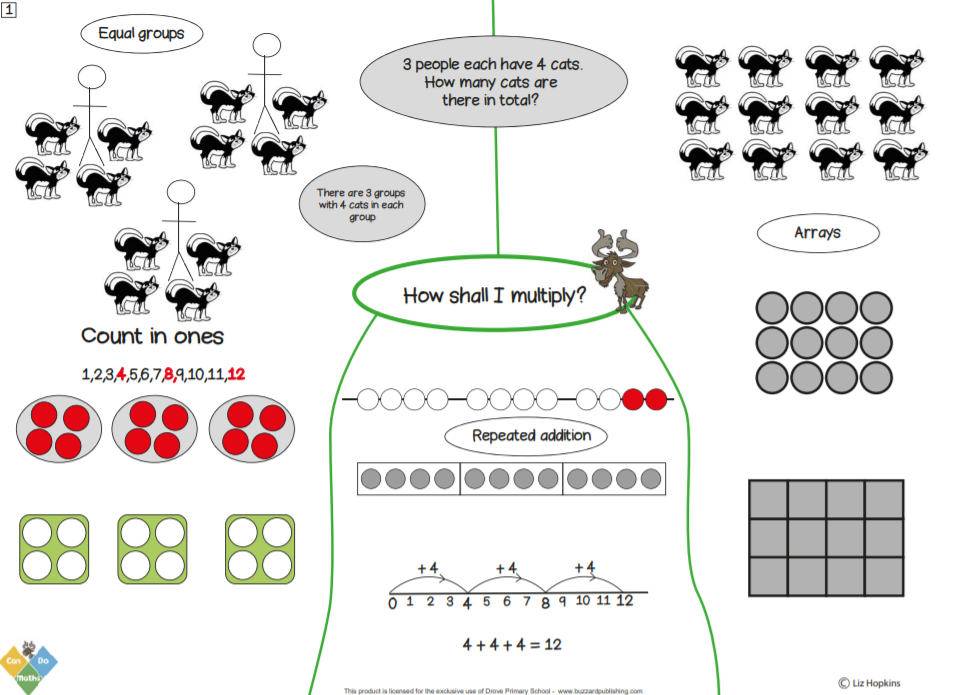 1
Equal groups
3 people each have 4 cats.
How many cats are
there in total?
There are 3 groups
with 4 cats in each
group
Arrays
How shall I multiply?
Count in ones
1,2,3,4,5,6,7,8,9,10,11,12
Repeated addition
+4 +4 +4
0 1 2 3 4 5 6 7 8 9 10 11 12
4 + 4 + 4 = 12
Can Do
Maths
© Liz Hopkins
This product is licensed for the exclusive use of Drove Primary School - www.buzzardpublishing.com